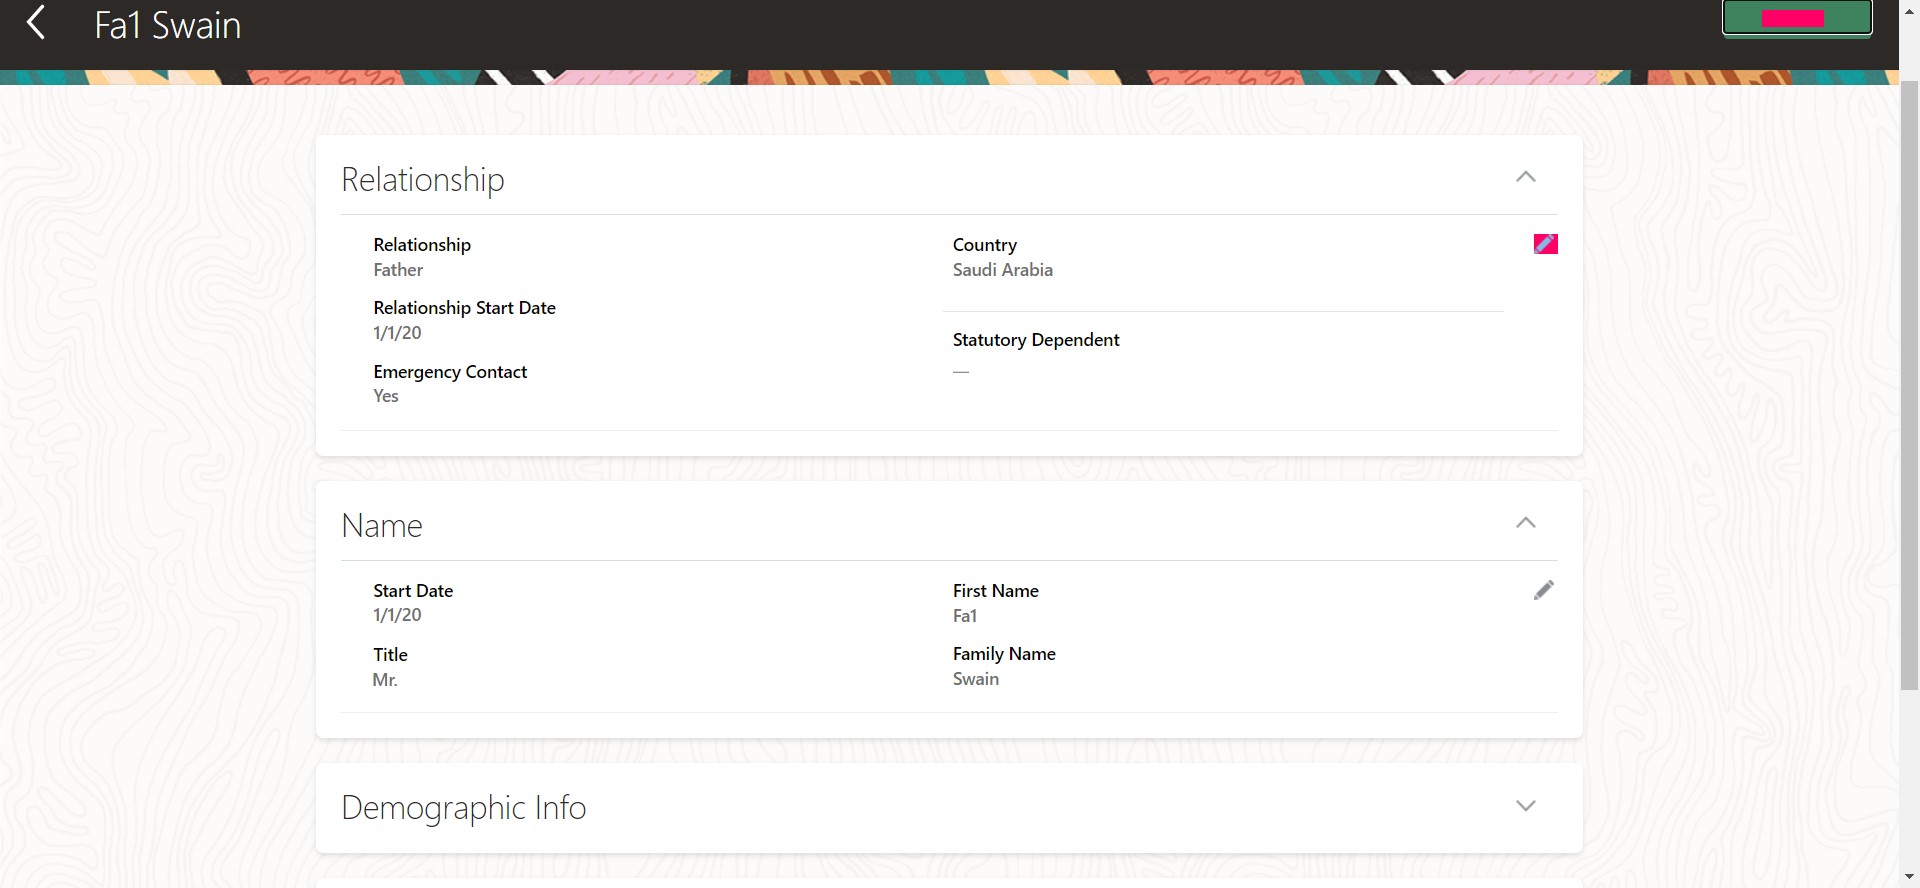 Fa1 Swain
Relationship
Relationship
Father
Country
Saudi Arabia
Relationship Start Date
1/1/20
Statutory Dependent
—
Emergency Contact
Yes
Name
Start Date
1/1/20
First Name
Fa1
Title
Mr.
Family Name
Swain
Demographic Info